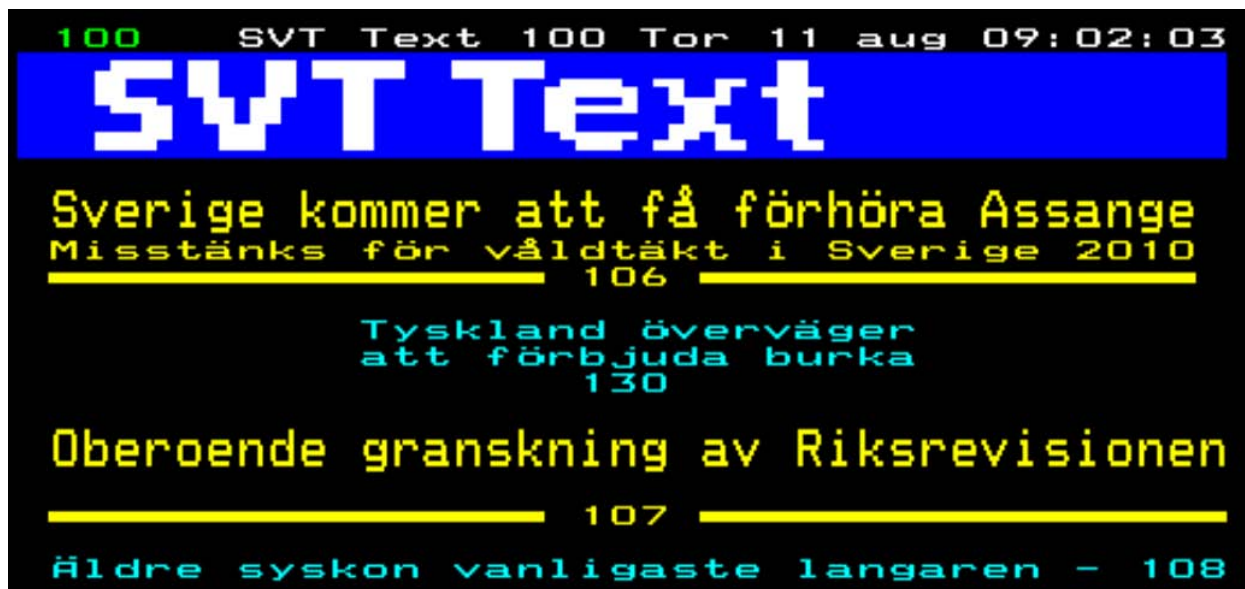 100 SVT Text 100 Tor 11 aug 09:02:03
SVT Text
Sverige kommer att få förhöra Assange
Misstänks för våldtäkt i Sverige 2010
106
Tyskland överväger
att förbjuda burka
130
Oberoende granskning av Riksrevisionen
107
Äldre syskon vanligaste langaren - 108